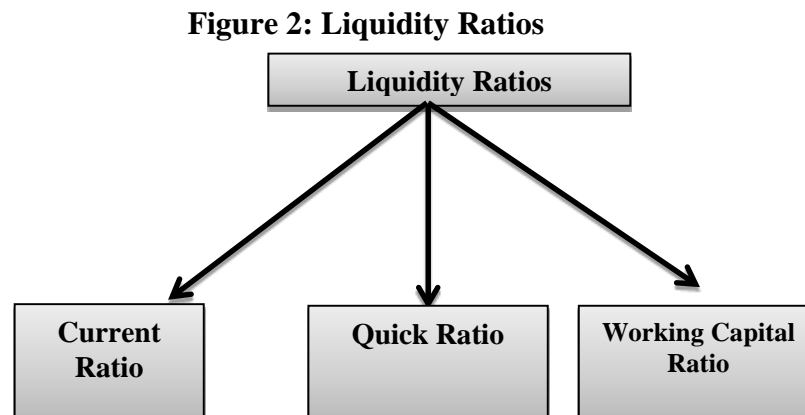 Figure 2: Liquidity Ratios
Liquidity Ratios
Current
Ratio
Quick Ratio
Working Capital
Ratio